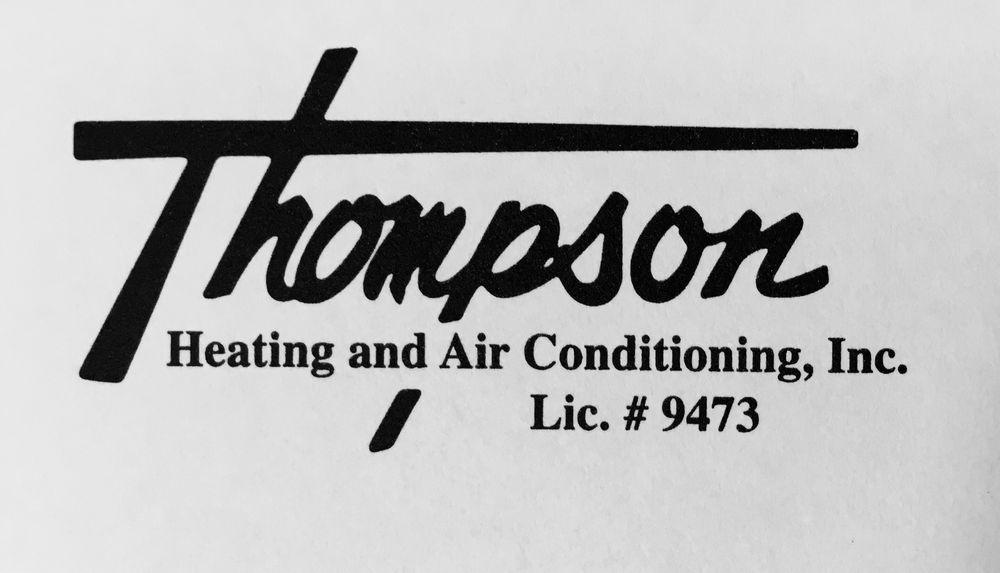 Thompson
Heating and Air Conditioning, Inc.
Lic. # 9473